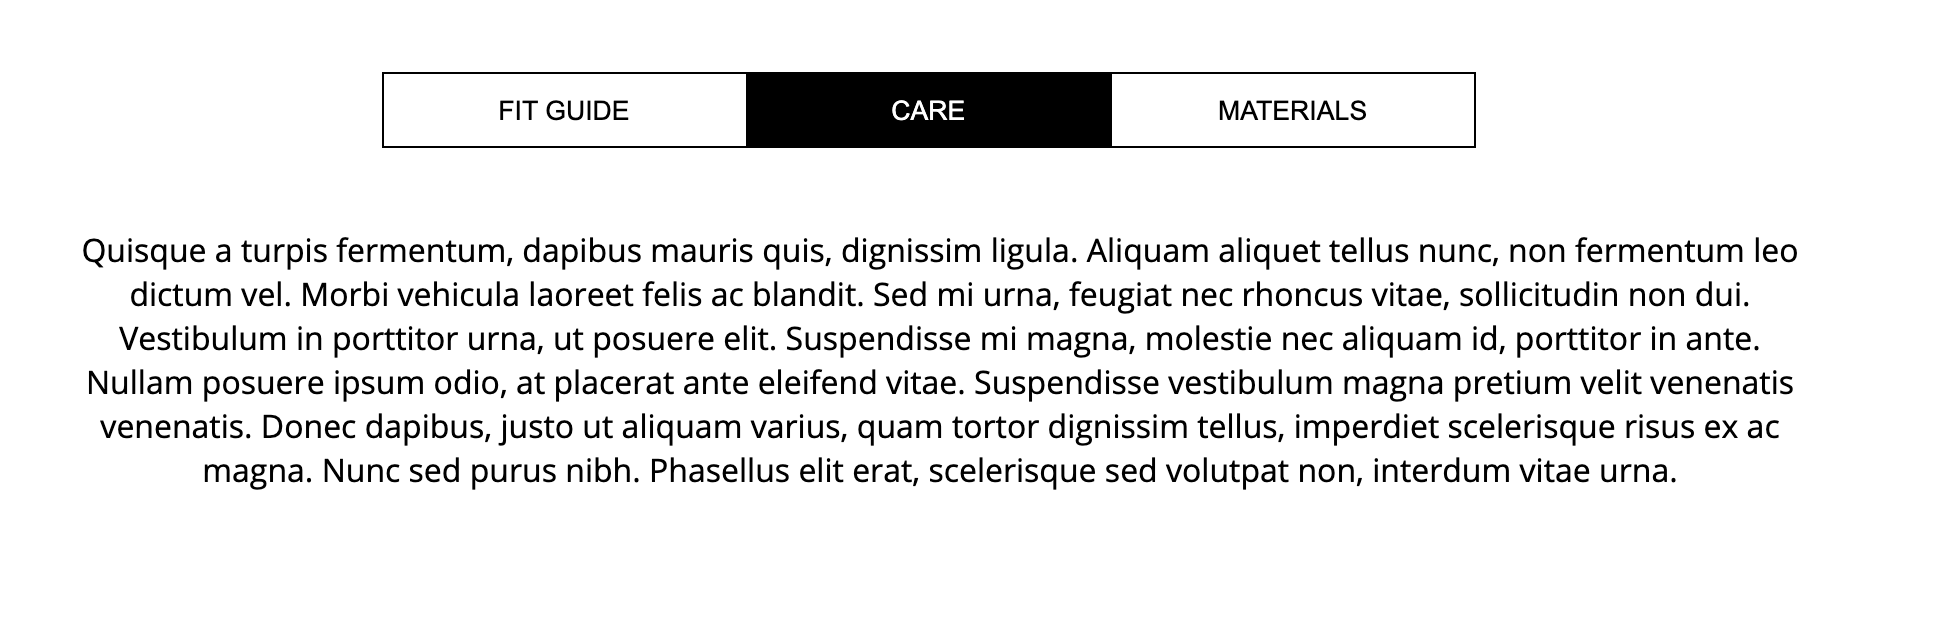 FIT GUIDE
CARE
MATERIALS
Quisque a turpis fermentum, dapibus mauris quis, dignissim ligula. Aliquam aliquet tellus nunc, non fermentum leo
dictum vel. Morbi vehicula laoreet felis ac blandit. Sed mi urna, feugiat nec rhoncus vitae, sollicitudin non dui.
Vestibulum in porttitor urna, ut posuere elit. Suspendisse mi magna, molestie nec aliquam id, porttitor in ante.
Nullam posuere ipsum odio, at placerat ante eleifend vitae. Suspendisse vestibulum magna pretium velit venenatis
venenatis. Donec dapibus, justo ut aliquam varius, quam tortor dignissim tellus, imperdiet scelerisque risus ex ac
magna. Nunc sed purus nibh. Phasellus elit erat, scelerisque sed volutpat non, interdum vitae urna.